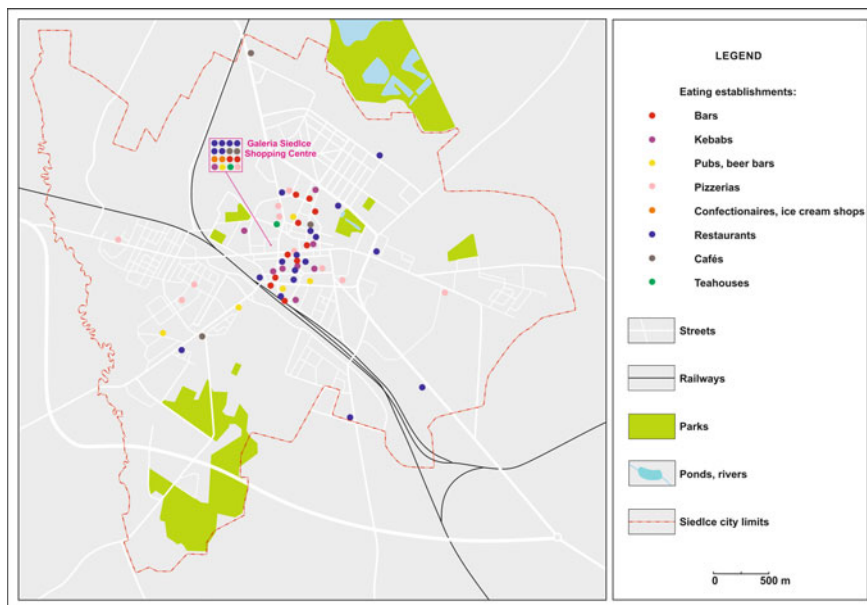 Galeria Siedlce
Shopping Centre
LEGEND
Eating establishments:
Bars
Kebabs
Pubs, beer bars
Pizzerias
Confectionaires, ice cream shops
Restaurants
Cafés
Teahouses
Streets
Railways
Parks
Ponds, rivers
Siedlce city limits
0 500 m